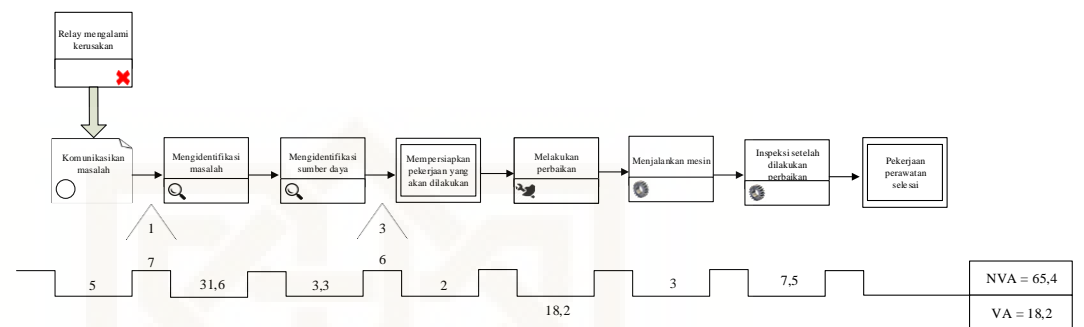 Relay mengalami
kerusakan
Komunikasikan
masalah
Mengidentifikasi
masalah
Mengidentifikasi
sumber daya
Mempersiapkan
pekerjaan yang
akan dilakukan
Melakukan
perbaikan
Menjalankan mesin
Inspeksi setelah
dilakukan
perbaikan
Pekerjaan
perawatan
selesai
1
3
7
6
5
31,6
3,3
2
18,2
3
7,5
NVA = 65,4
VA = 18,2